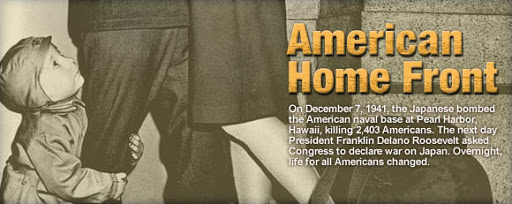 American
Home Front
On December 7, 1941, the Japanese bombed
the American naval base at Pearl Harbor,
Hawaii, killing 2,403 Americans. The next day
President Franklin Delano Roosevelt asked
Congress to declare war on Japan. Overnight,
life for all Americans changed.